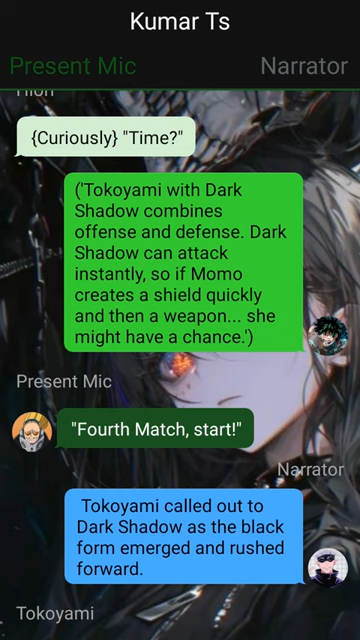 Kumar Ts
Present Mic
Narrator
{Curiously} "Time?"
('Tokoyami with Dark
Shadow combines
offense and defense. Dark
Shadow can attack
instantly, so if Momo
creates a shield quickly
and then a weapon... she
might have a chance.')
Present Mic
"Fourth Match, start!"
Narrator
Tokoyami called out to
Dark Shadow as the black
form emerged and rushed
forward.
Tokoyami